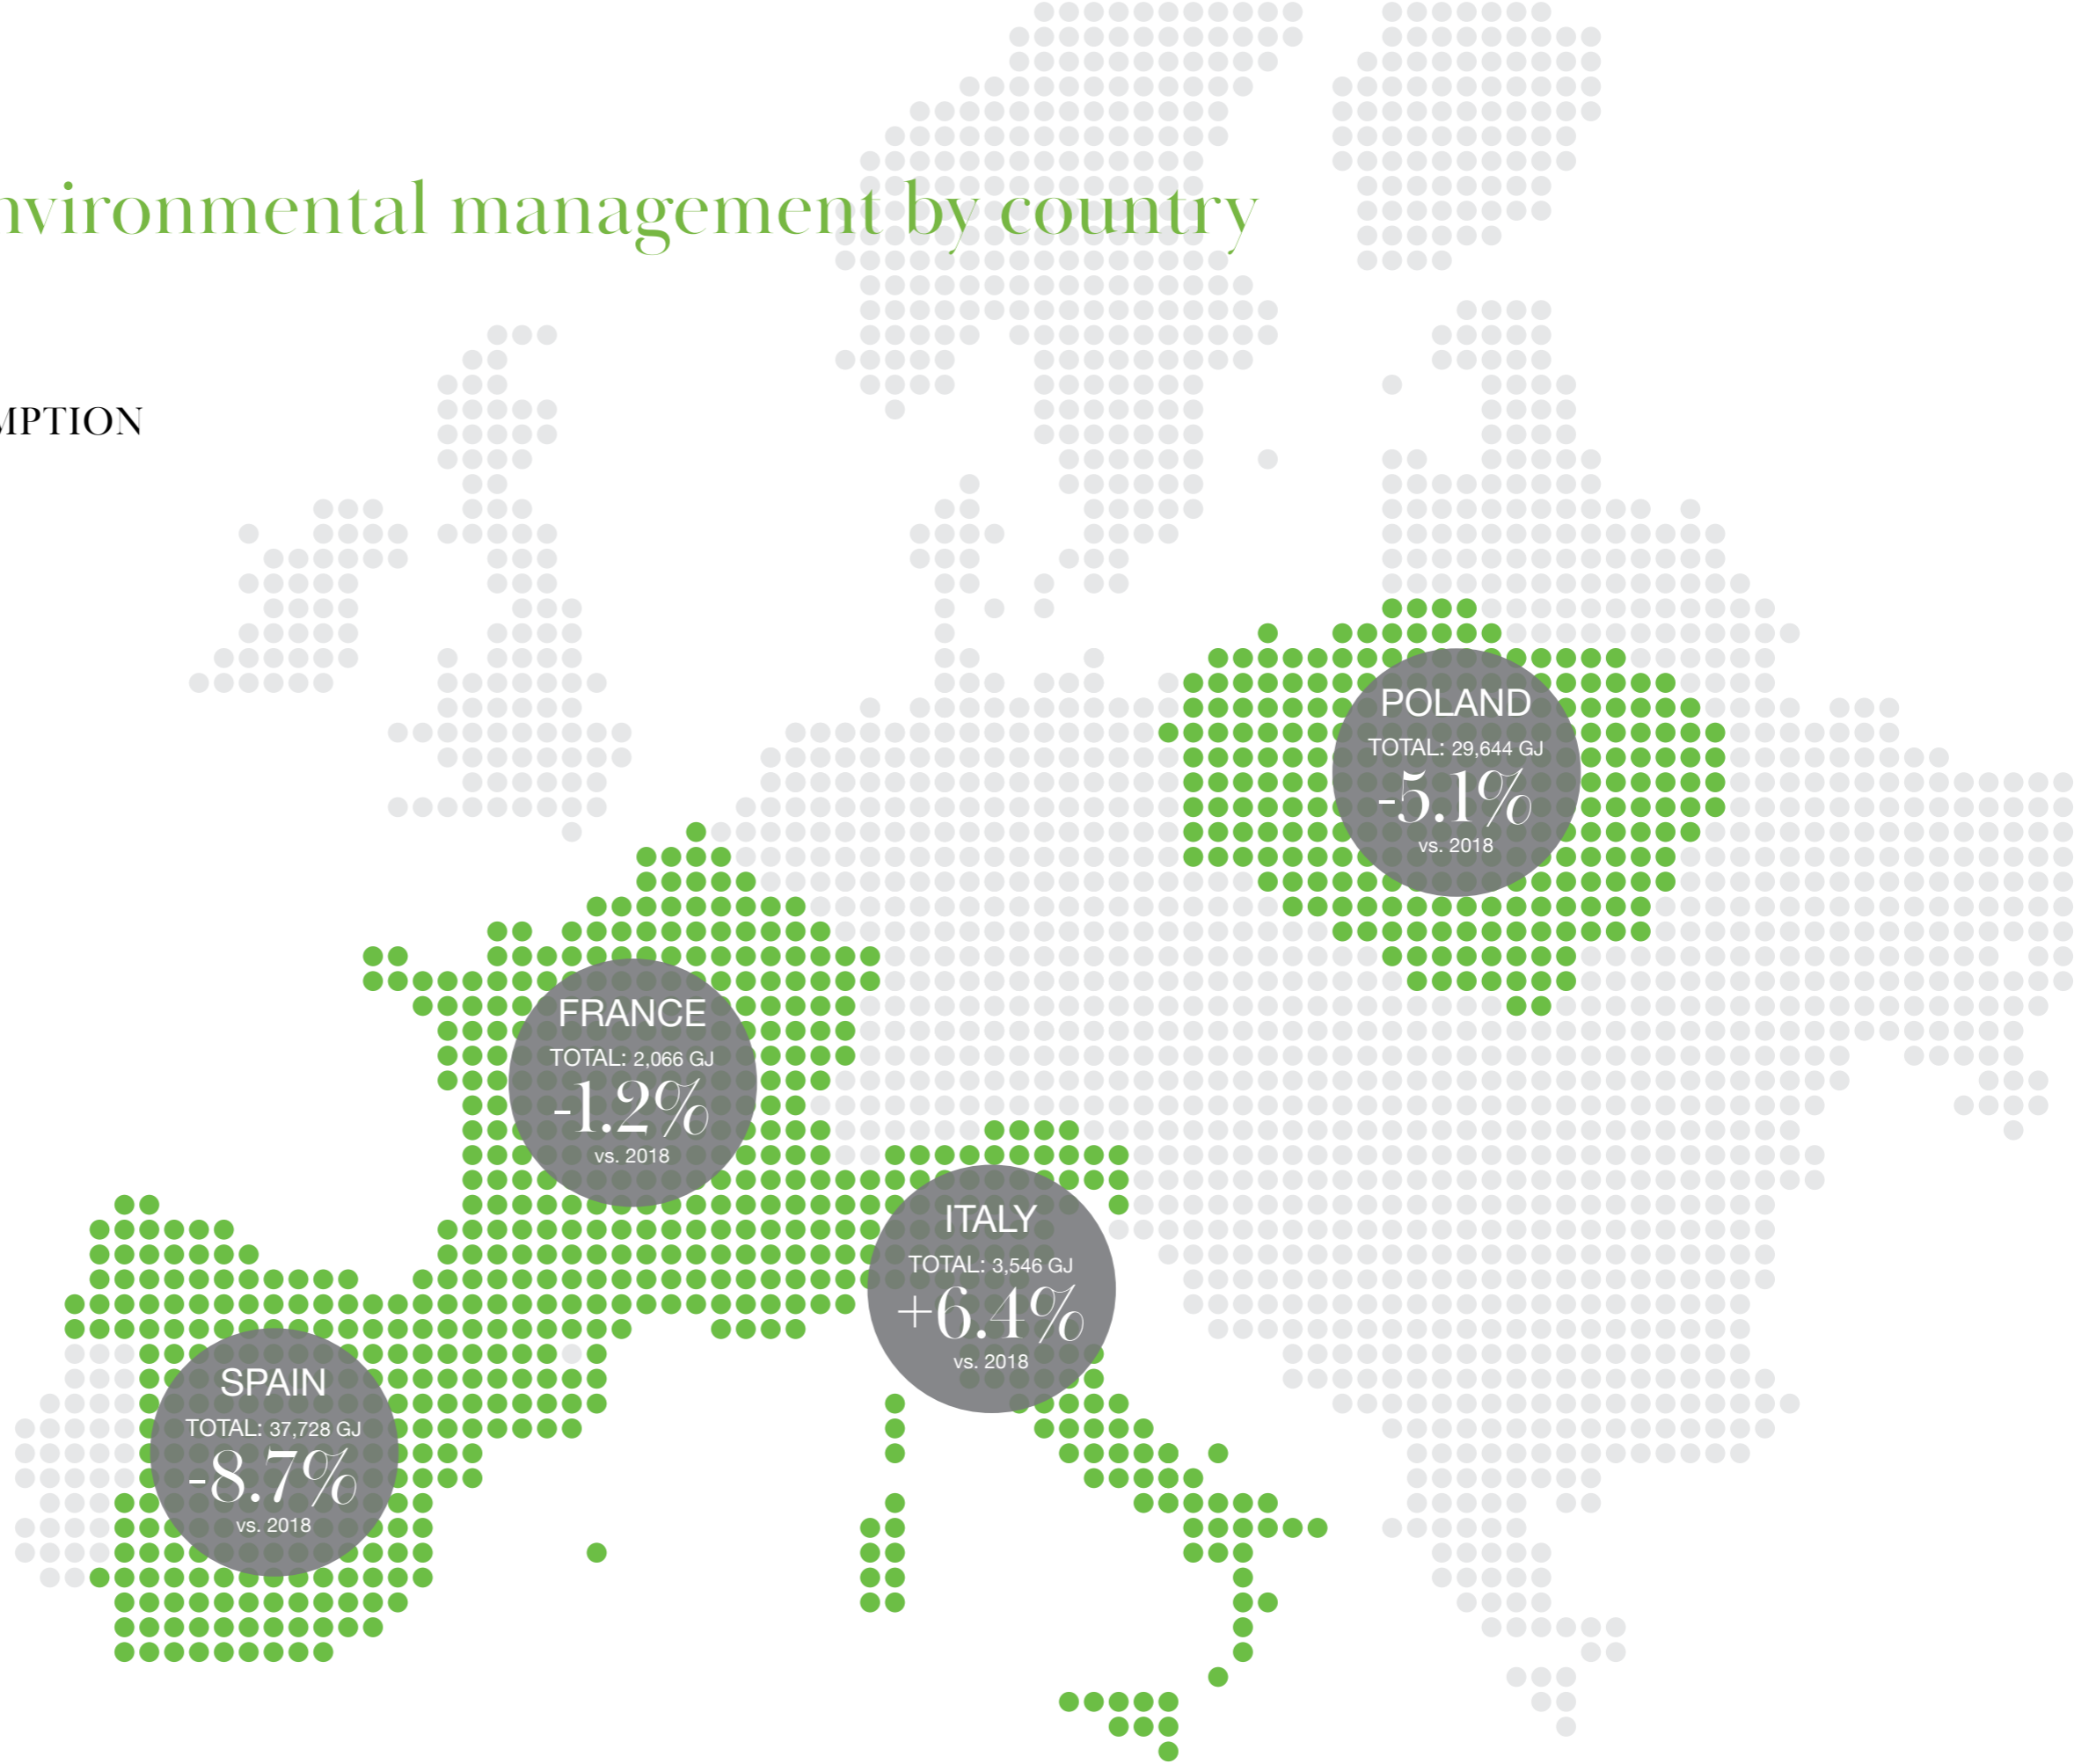 nvironmental management by country
MPTION
POLAND
TOTAL: 29,644 GJ
-5.1%
vs. 2018
FRANCE
TOTAL: 2,066 GJ
-1.2%
vs. 2018
ITALY
TOTAL: 3,546 GJ
+6.4%
vs. 2018
SPAIN
TOTAL: 37,728 GJ
-8.7%
vs. 2018